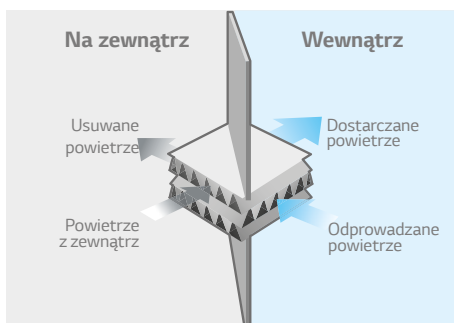 Na zewnątrz
Wewnątrz
Usuwane
powietrze
Dostarczane
powietrze
Powietrze
z zewnątrz
Odprowadzane
powietrze